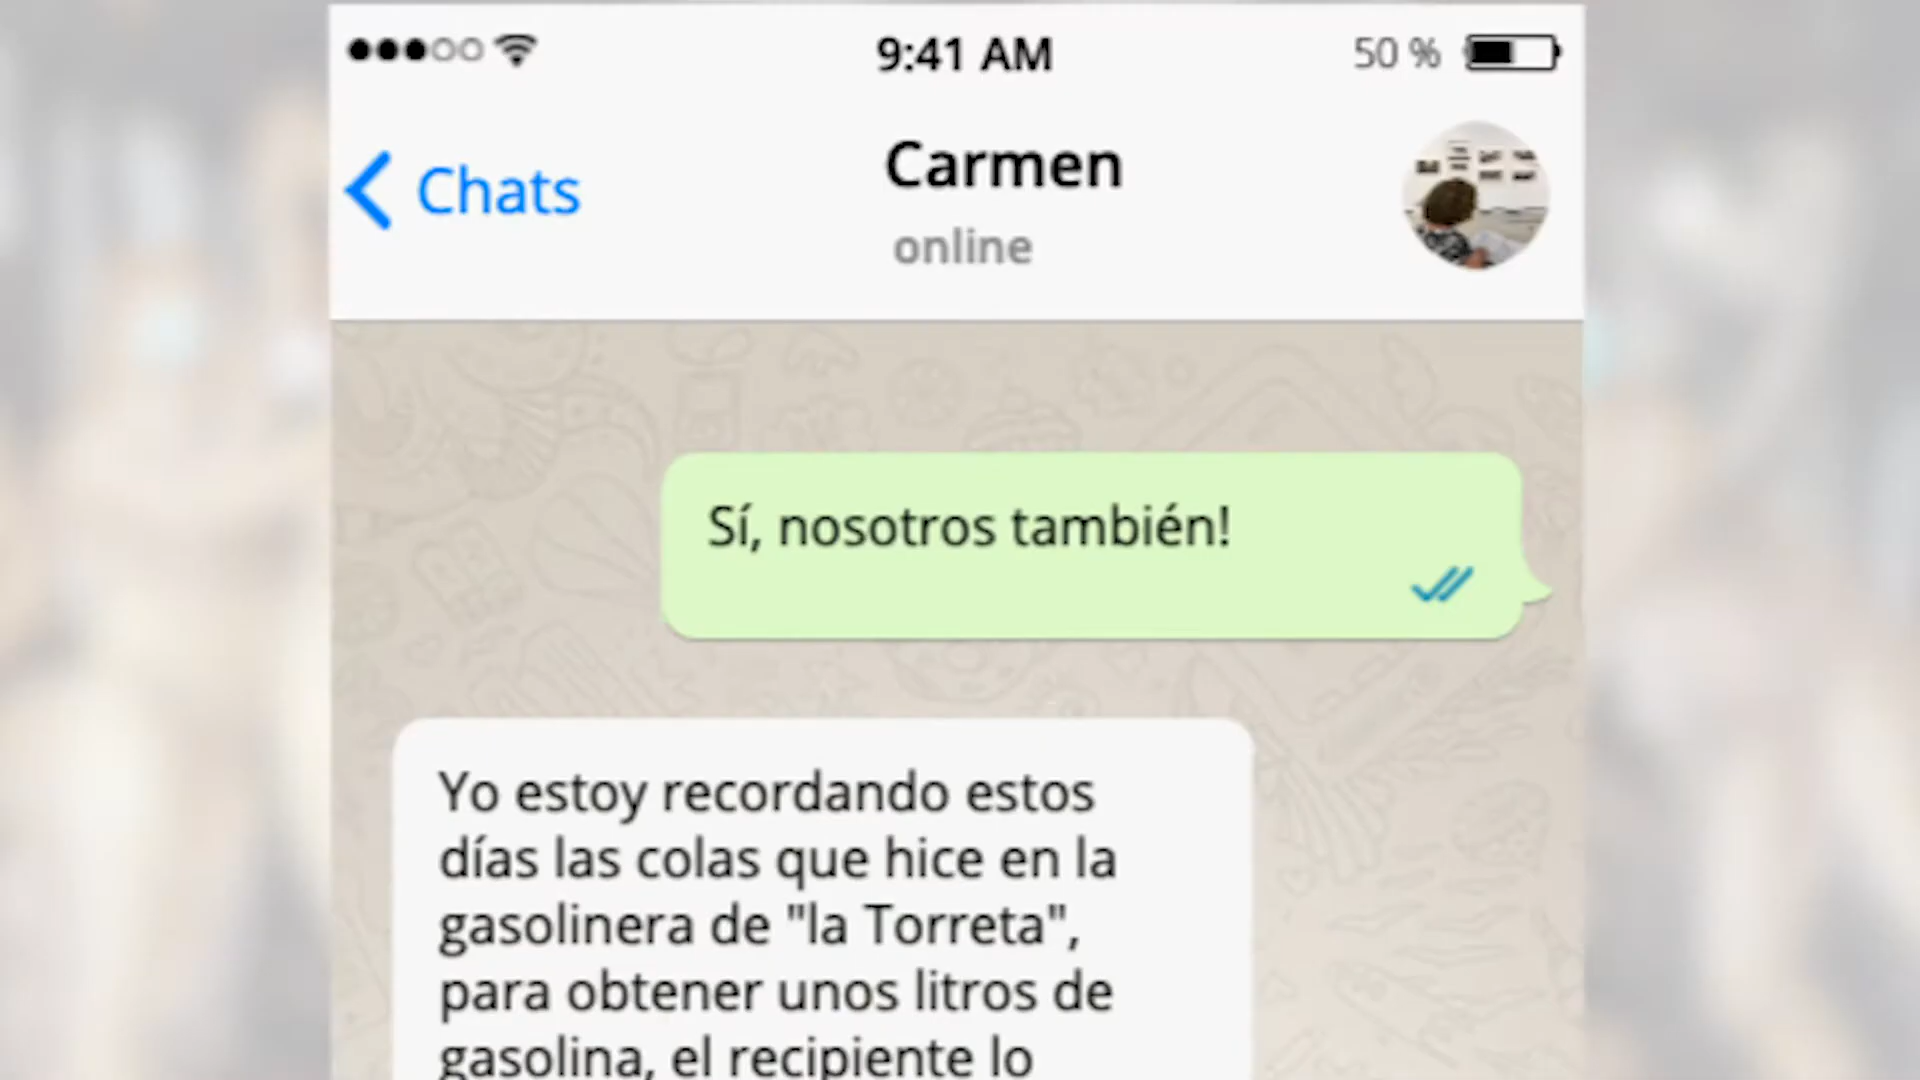 9:41 AM
50 %
Chats
Carmen
online
Sí, nosotros también!
Yo estoy recordando estos
días las colas que hice en la
gasolinera de "la Torreta",
para obtener unos litros de
gasolina, el recipiente lo